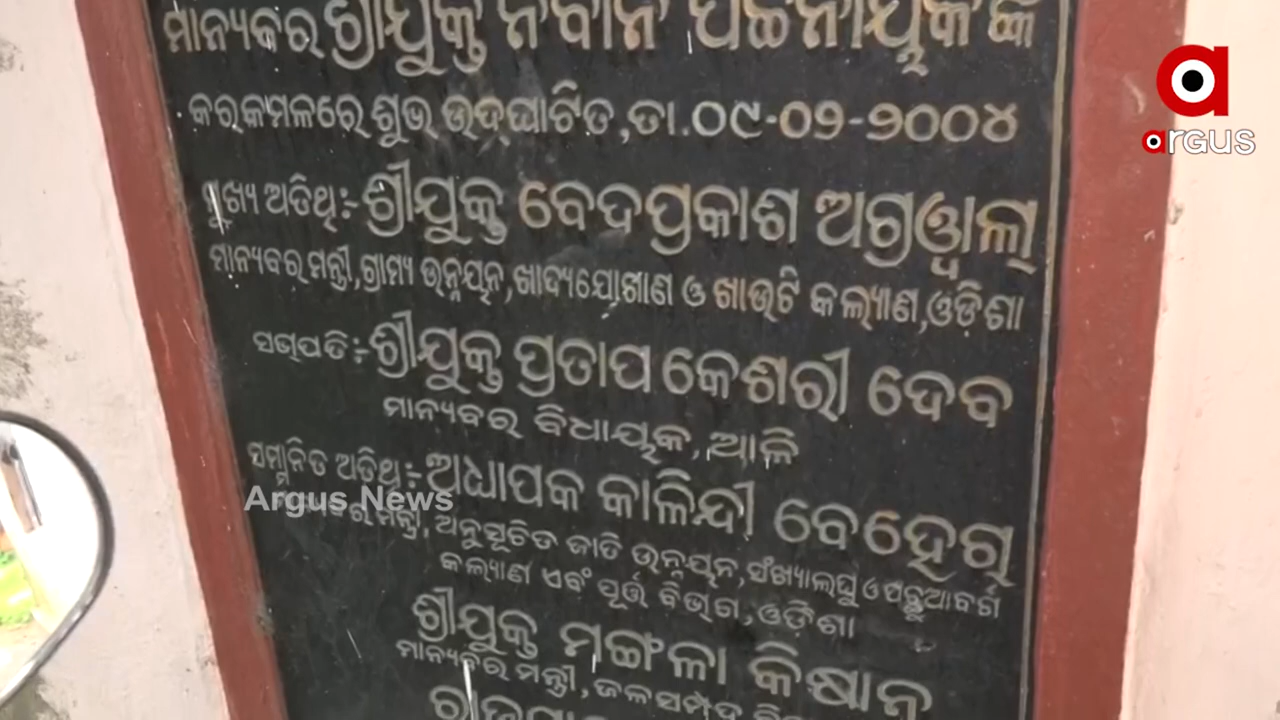 ମାନ୍ୟବର ଶ୍ରୀଯୁକ୍ତ ନବୀନ ପଟ୍ଟନାୟକଙ୍କ
କରକମଳରେ ଶୁଭ ଉଦ୍‌ଘାଟିତ,ତା.୦୯-୦୨-୨୦୦୪
ମୁଖ୍ୟ ଅତିଥି:-ଶ୍ରୀଯୁକ୍ତ ବେଦପ୍ରକାଶ ଅଗ୍ରୱାଲ୍
ମାନ୍ୟବର ମନ୍ତ୍ରୀ,ଗ୍ରାମ୍ୟ ଉନ୍ନୟନ,ଖାଦ୍ୟଯୋଗାଣ ଓ ଖାଉଟି କଲ୍ୟାଣ,ଓଡ଼ିଶା
ସଭାପତି:-ଶ୍ରୀଯୁକ୍ତ ପ୍ରତାପ କେଶରୀ ଦେବ
ମାନ୍ୟବର ବିଧାୟକ,ଆଳି
ସମ୍ମାନିତ ଅତିଥି:-ଅଧ୍ୟାପକ କାଳିନ୍ଦୀ ବେହେରା
ମନ୍ତ୍ରୀ,ଅନୁସୂଚିତ ଜାତି ଉନ୍ନୟନ,ସଂଖ୍ୟାଲଘୁ ଓ ପଛୁଆବର୍ଗ
କଲ୍ୟାଣ ଏବଂ ପୂର୍ତ୍ତ ବିଭାଗ,ଓଡ଼ିଶା
ଶ୍ରୀଯୁକ୍ତ ମଙ୍ଗଳା କିଷାନ
ମାନ୍ୟବର ମନ୍ତ୍ରୀ,ଜଳସମ୍ପଦ
argus
Argus News